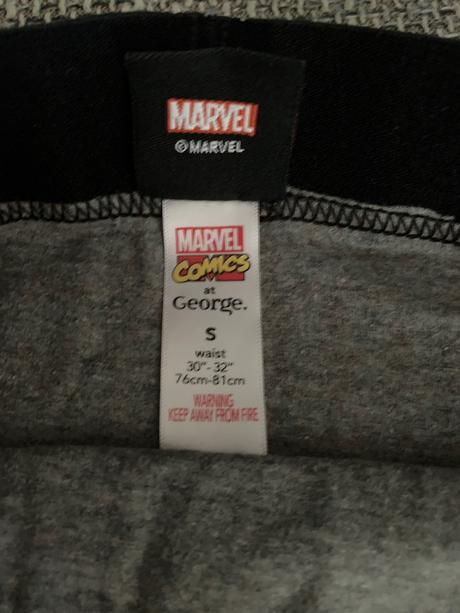 MARVEL
© MARVEL
MARVEL
COMICS
at
George.
S
waist
30"- 32"
76cm-81cm
WARNING
KEEP AWAY FROM FIRE